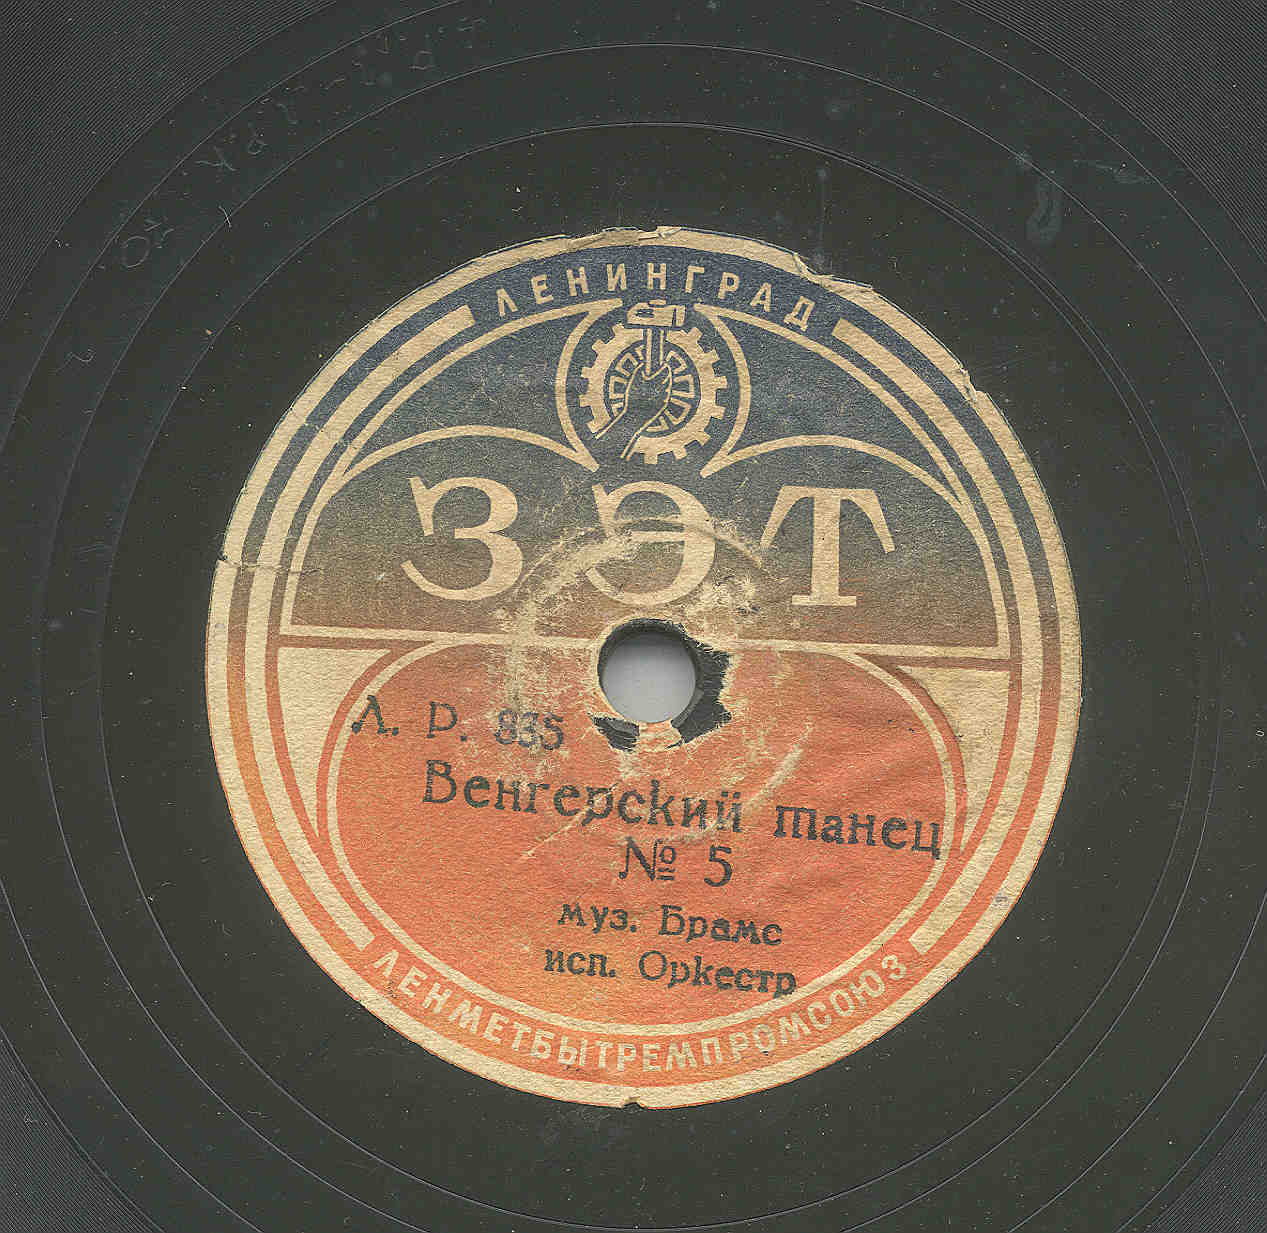 ЛЕНИНГРАД
ЗЭТ
Л. Р. 835
Венгерский танец
№ 5
муз. Брамс
исп. Оркестр
ЛЕНМЕТБЫТРЕМПРОМСОЮЗ